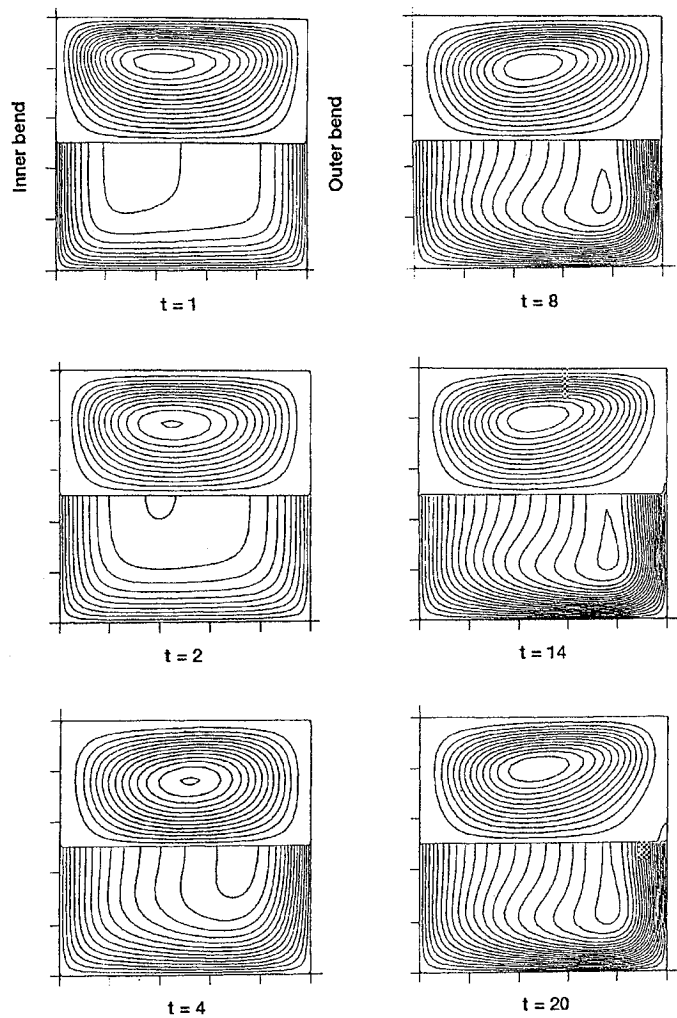 Inner bend
Outer bend
t = 1
t = 8
t = 2
t = 14
t = 4
t = 20